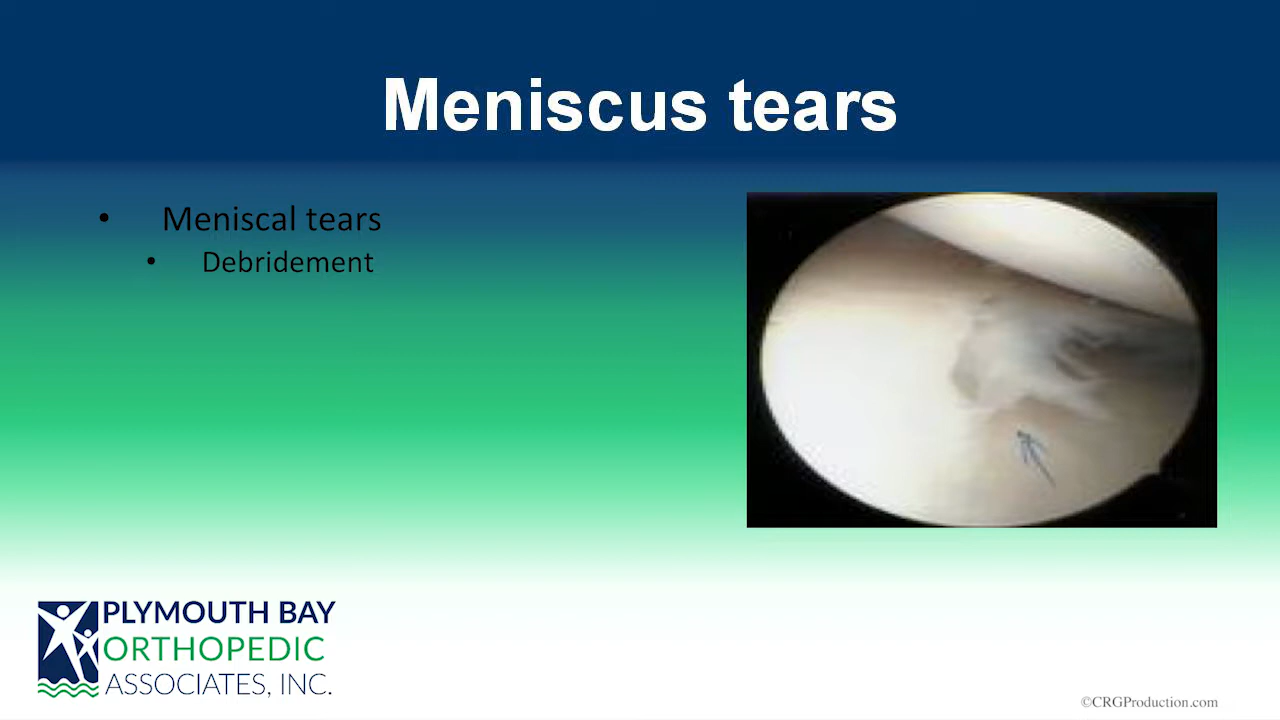 Meniscus tears
• Meniscal tears
• Debridement
PLYMOUTH BAY
ORTHOPEDIC
ASSOCIATES, INC.
©CRGProduction.com